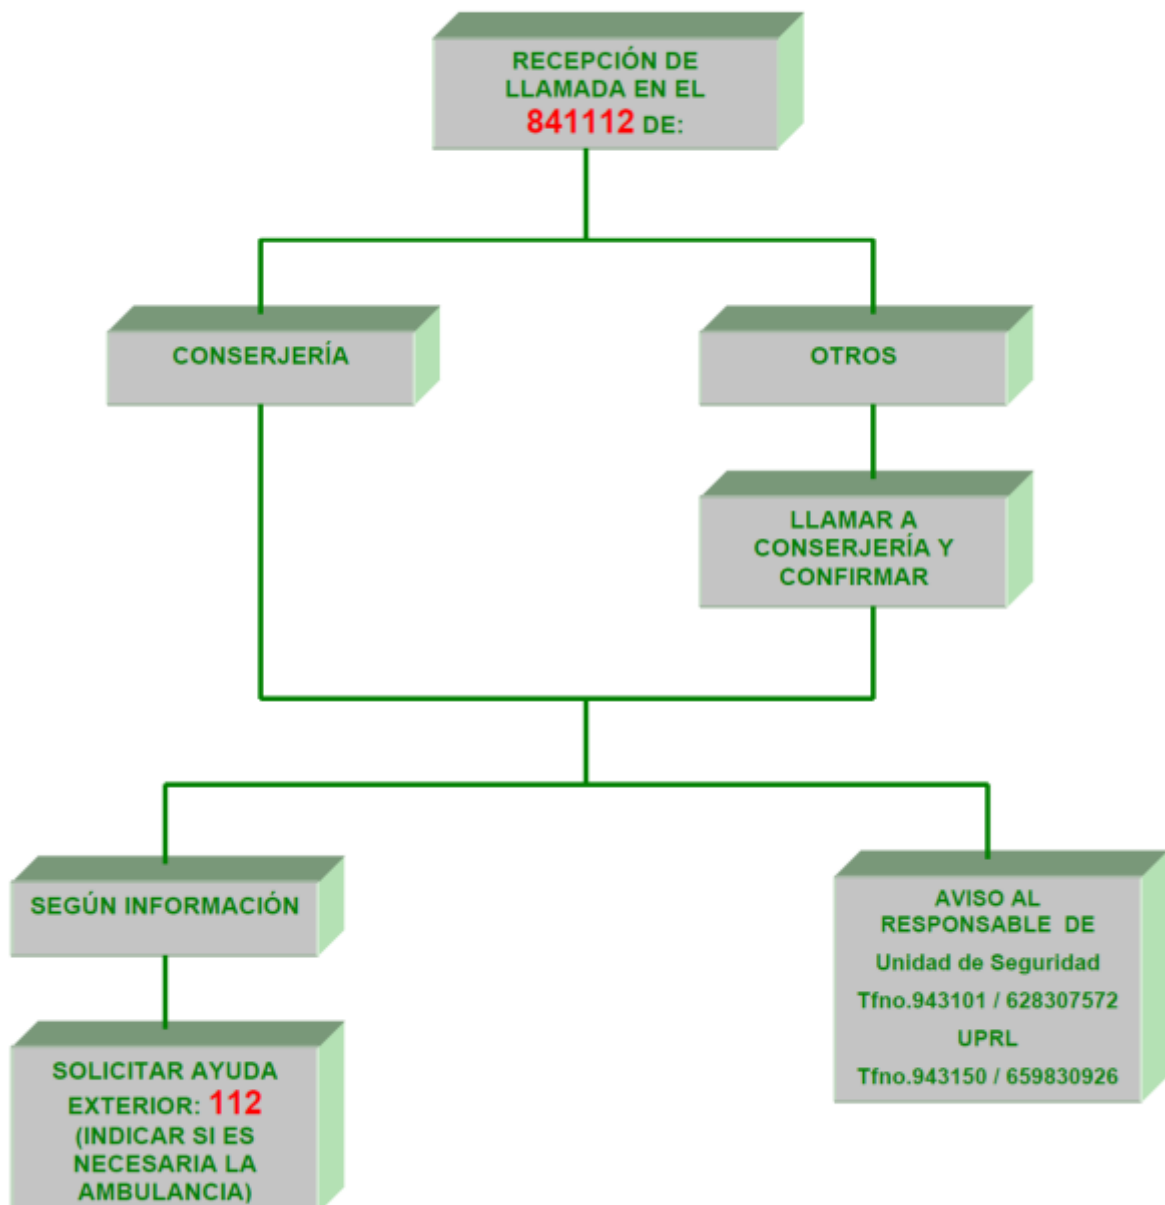 RECEPCIÓN DE
LLAMADA EN EL
841112 DE:
CONSERJERÍA
OTROS
LLAMAR A
CONSERJERÍA Y
CONFIRMAR
SEGÚN INFORMACIÓN
SOLICITAR AYUDA
EXTERIOR: 112
(INDICAR SI ES
NECESARIA LA
AMBULANCIA)
AVISO AL
RESPONSABLE DE
Unidad de Seguridad
Tfno.943101 / 628307572
UPRL
Tfno.943150 / 659830926